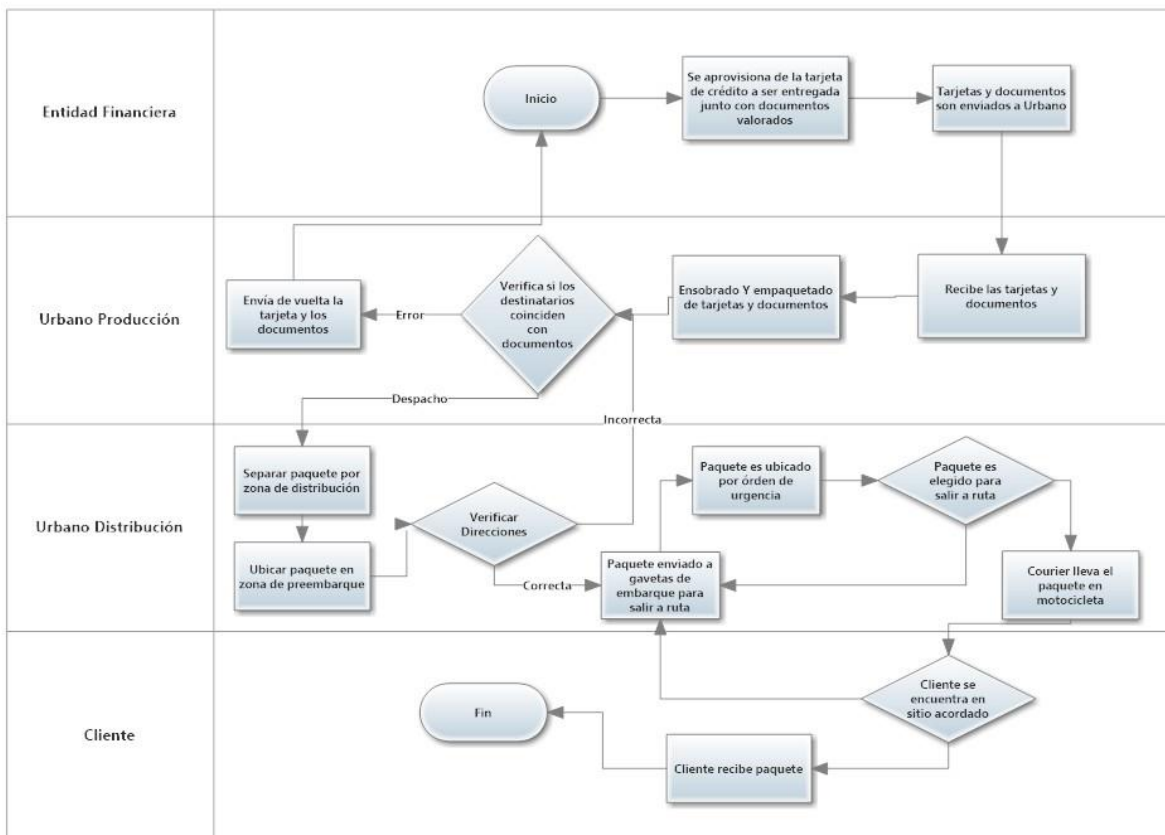 Entidad Financiera
Inicio
Se aprovisiona de la tarjeta
de crédito a ser entregada
junto con documentos
valorados
Tarjetas y documentos
son enviados a Urbano
Urbano Producción
Envía de vuelta la
tarjeta y los
documentos
Error
Verifica si los
destinatarios
coinciden
con
documentos
Ensobrado Y empaquetado
de tarjetas y documentos
Recibe las tarjetas y
documentos
Despacho
Incorrecta
Urbano Distribución
Separar paquete por
zona de distribución
Ubicar paquete en
zona de preembarque
Verificar
Direcciones
Correcta
Paquete es ubicado
por órden de
urgencia
Paquete enviado a
gavetas de
embarque para
salir a ruta
Paquete es
elegido para
salir a ruta
Courier lleva el
paquete en
motocicleta
Cliente
Cliente se
encuentra en
sitio acordado
Fin
Cliente recibe paquete